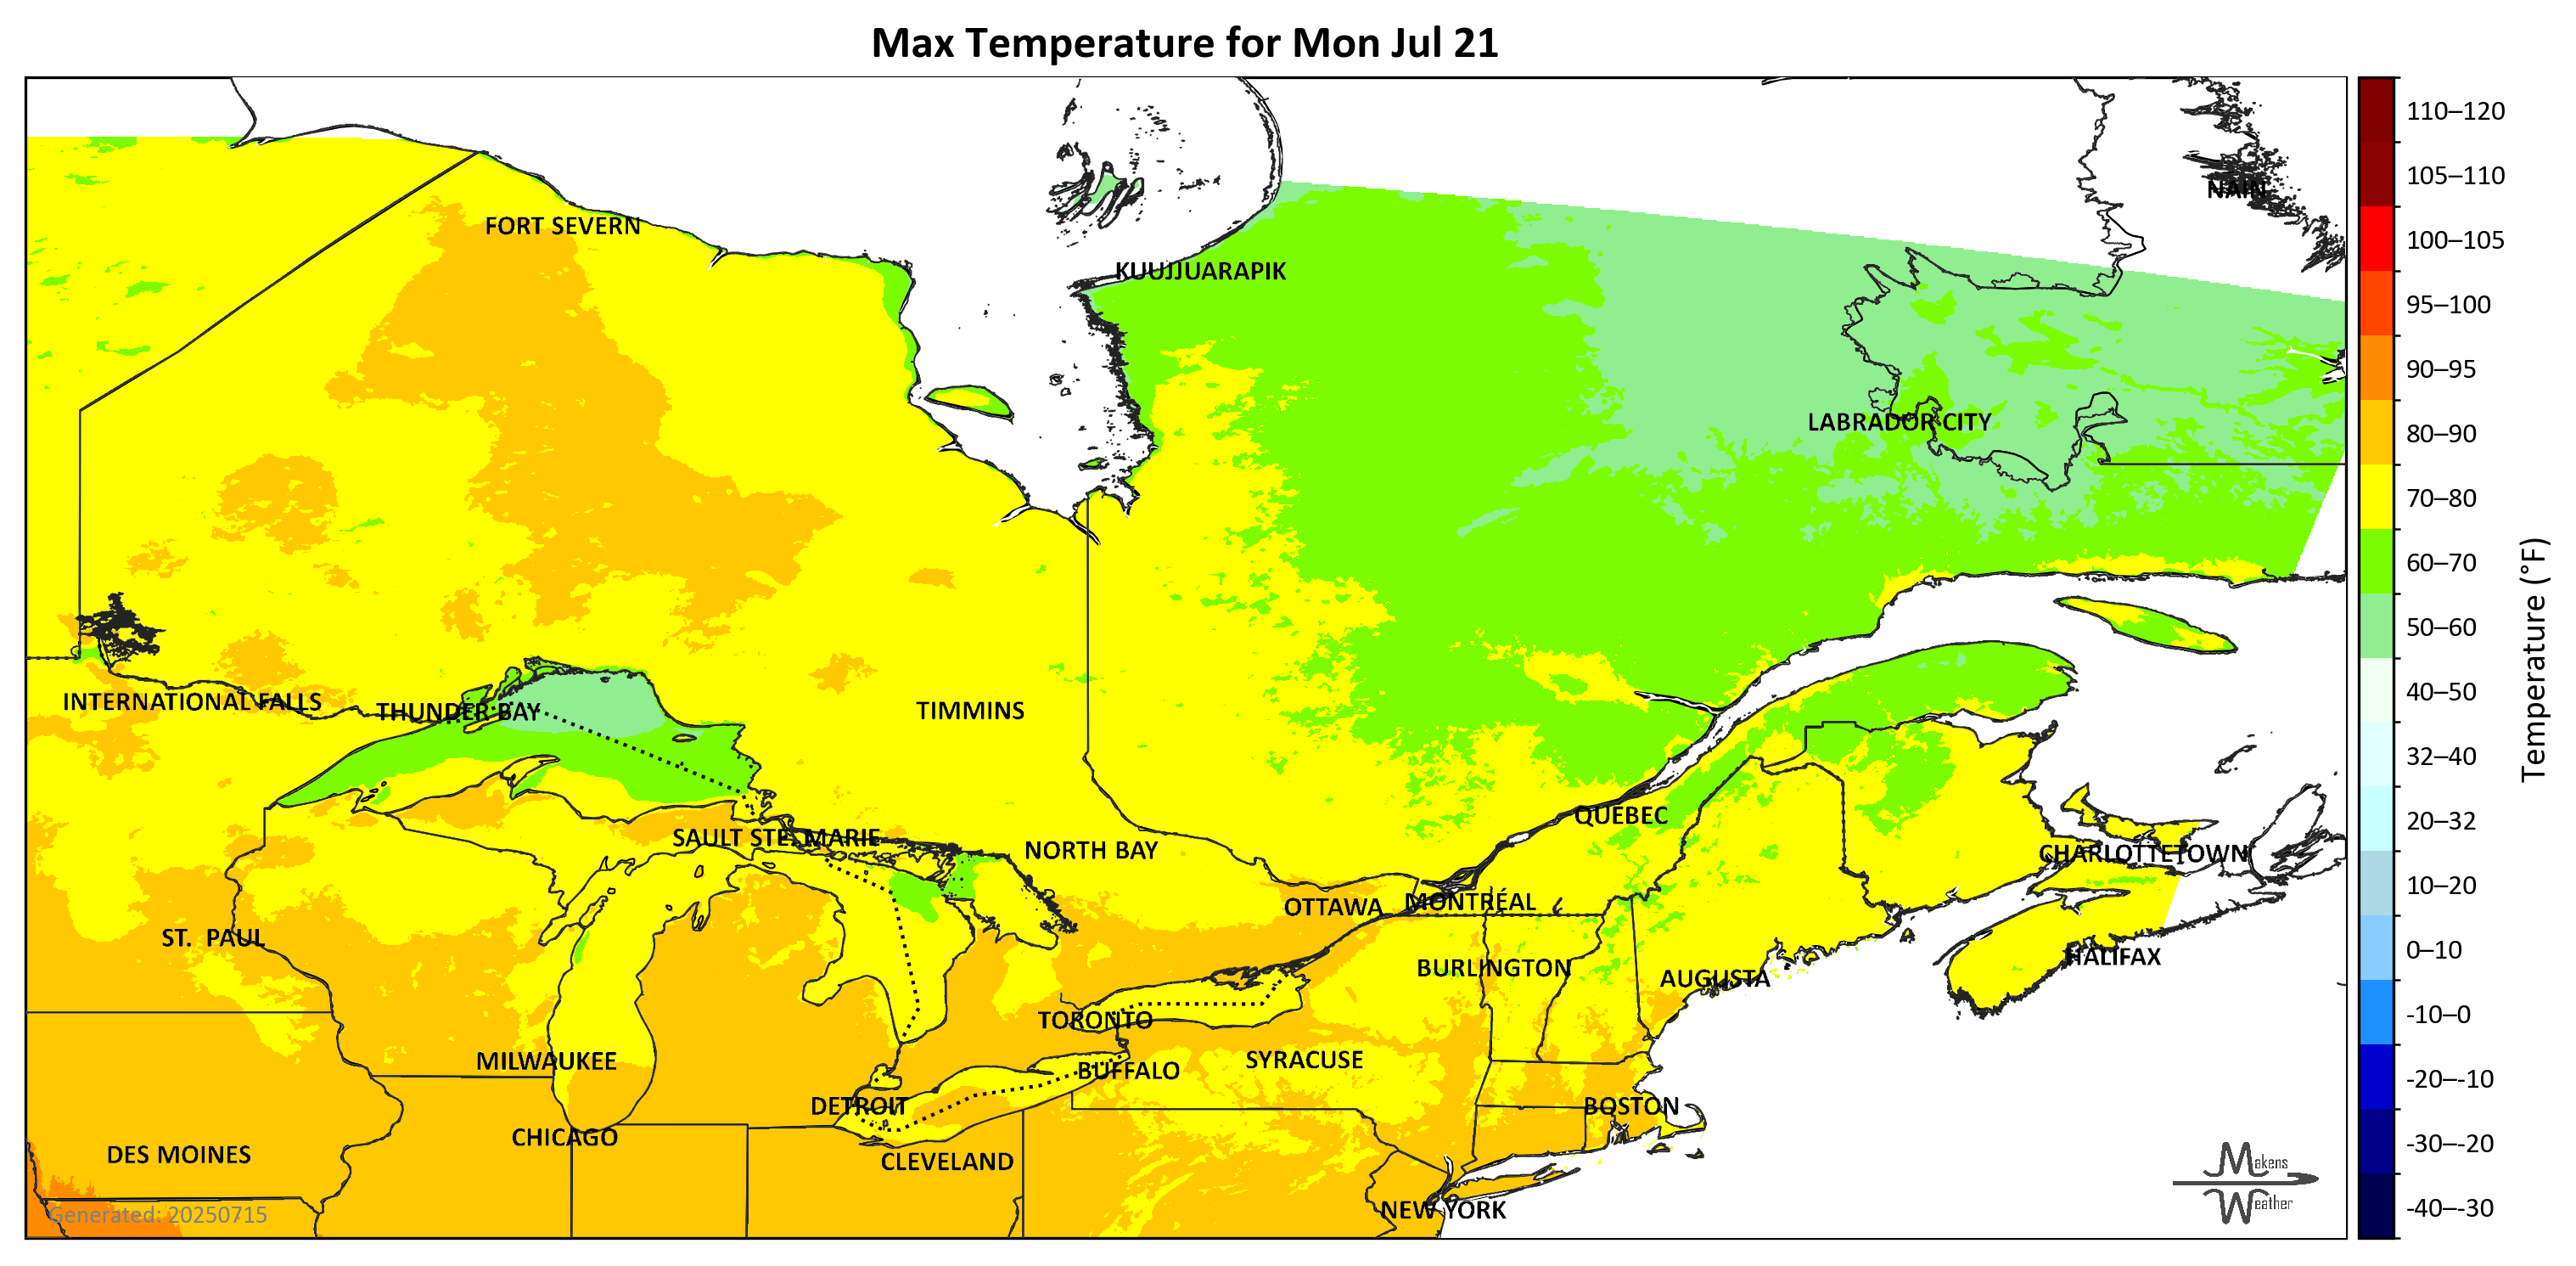 Max Temperature for Mon Jul 21
NAIN
FORT SEVERN
KUUJJUARAPIK
LABRADOR CITY
INTERNATIONAL FALLS
THUNDER BAY
TIMMINS
QUEBEC
SAULT STE. MARIE
NORTH BAY
CHARLOTTETOWN
OTTAWA
MONTRÉAL
ST. PAUL
HALIFAX
BURLINGTON
AUGUSTA
TORONTO
MILWAUKEE
SYRACUSE
BUFFALO
DETROIT
BOSTON
CHICAGO
DES MOINES
CLEVELAND
NEW YORK
Generated: 20250715
Makens
Weather
110–120
105–110
100–105
95–100
90–95
80–90
70–80
60–70
50–60
40–50
32–40
20–32
10–20
0–10
-10–0
-20–-10
-30–-20
-40–-30
Temperature (°F)